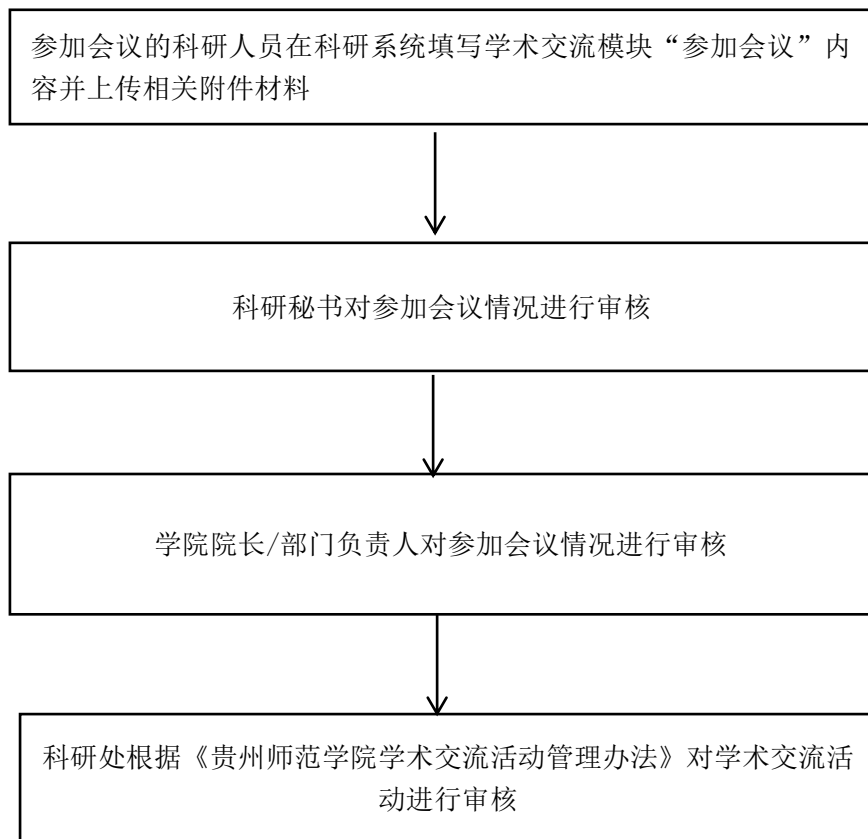 参加会议的科研人员在科研系统填写学术交流模块“参加会议”内
容并上传相关附件材料
科研秘书对参加会议情况进行审核
学院院长/部门负责人对参加会议情况进行审核
科研处根据《贵州师范学院学术交流活动管理办法》对学术交流活
动进行审核